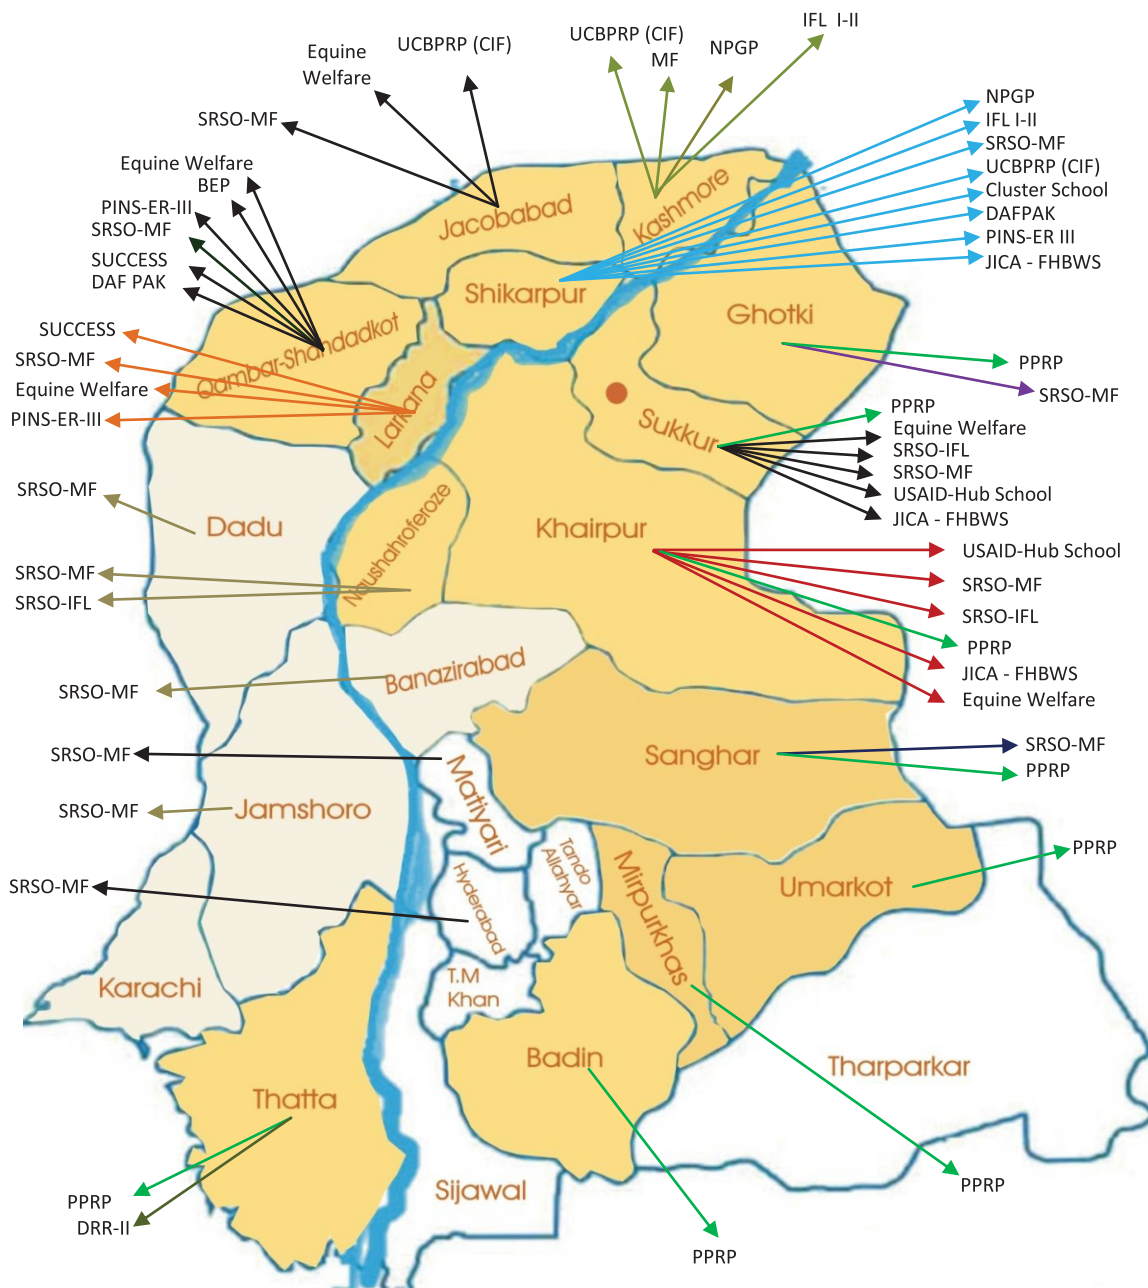 IFL I-II
UCBPRP (CIF)
MF
NPGP
UCBPRP (CIF)
Equine
Welfare
SRSO-MF
NPGP
IFL I-II
SRSO-MF
UCBPRP (CIF)
Cluster School
DAFPAK
PINS-ER III
JICA - FHBWS
Equine Welfare
BEP
PINS-ER-III
SRSO-MF
SUCCESS
DAF PAK
SUCCESS
SRSO-MF
Equine Welfare
PINS-ER-III
Jacobabad
Kashmore
Shikarpur
Ghotki
Qambar-Shahdadkot
Larkana
Sukkur
PPRP
SRSO-MF
PPRP
Equine Welfare
SRSO-IFL
SRSO-MF
USAID-Hub School
JICA - FHBWS
SRSO-MF
Dadu
Naushahroferoze
Khairpur
SRSO-MF
SRSO-IFL
USAID-Hub School
SRSO-MF
SRSO-IFL
PPRP
JICA - FHBWS
Equine Welfare
SRSO-MF
Banazirabad
SRSO-MF
Matiyari
Sanghar
SRSO-MF
PPRP
SRSO-MF
Jamshoro
SRSO-MF
Hyderabad
Tando
Allahyar
Mirpurkhas
Umarkot
PPRP
Karachi
T.M
Khan
Badin
Tharparkar
Thatta
Sijawal
PPRP
DRR-II
PPRP
PPRP